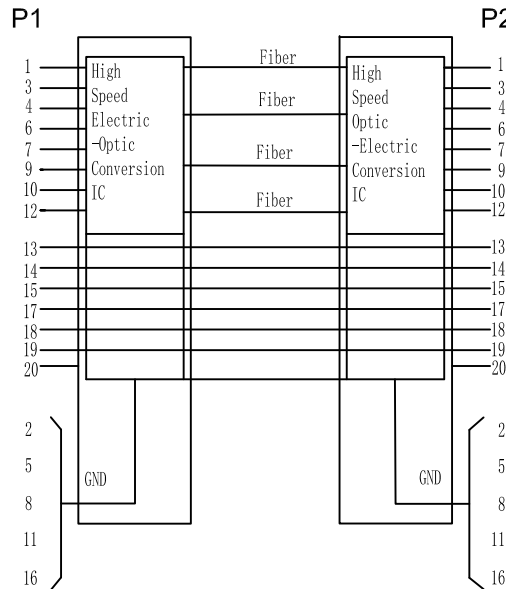 P1
P2
1
3
4
6
7
9
10
12
High
Speed
Electric
-Optic
Conversion
IC
Fiber
Fiber
Fiber
Fiber
High
Speed
Optic
-Electric
Conversion
IC
1
3
4
6
7
9
10
12
13
14
15
17
18
19
20
13
14
15
17
18
19
20
2
5
8
11
16
GND
GND
2
5
8
11
16